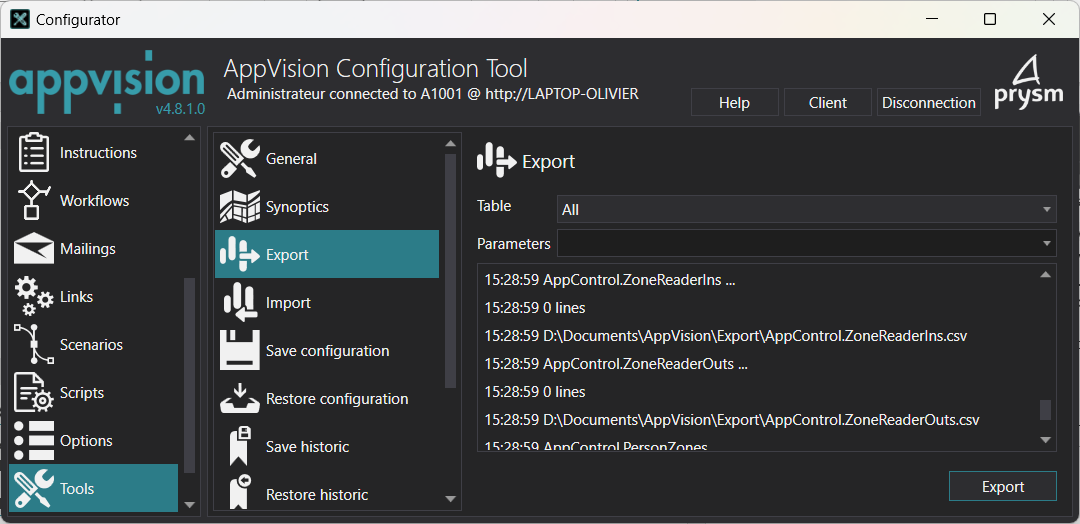 Configurator
appvision
v4.8.1.0
AppVision Configuration Tool
Administrateur connected to A1001 @ http://LAPTOP-OLIVIER
Help
Client
Disconnection
prysm
Instructions
Workflows
Mailings
Links
Scenarios
Scripts
Options
Tools
General
Synoptics
Export
Import
Save configuration
Restore configuration
Save historic
Restore historic
Export
Table
All
Parameters
15:28:59 AppControl.ZoneReaderIns ...
15:28:59 0 lines
15:28:59 D:\Documents\AppVision\Export\AppControl.ZoneReaderIns.csv
15:28:59 AppControl.ZoneReaderOuts ...
15:28:59 0 lines
15:28:59 D:\Documents\AppVision\Export\AppControl.ZoneReaderOuts.csv
15:28:59 AppControl.PersonZones
Export